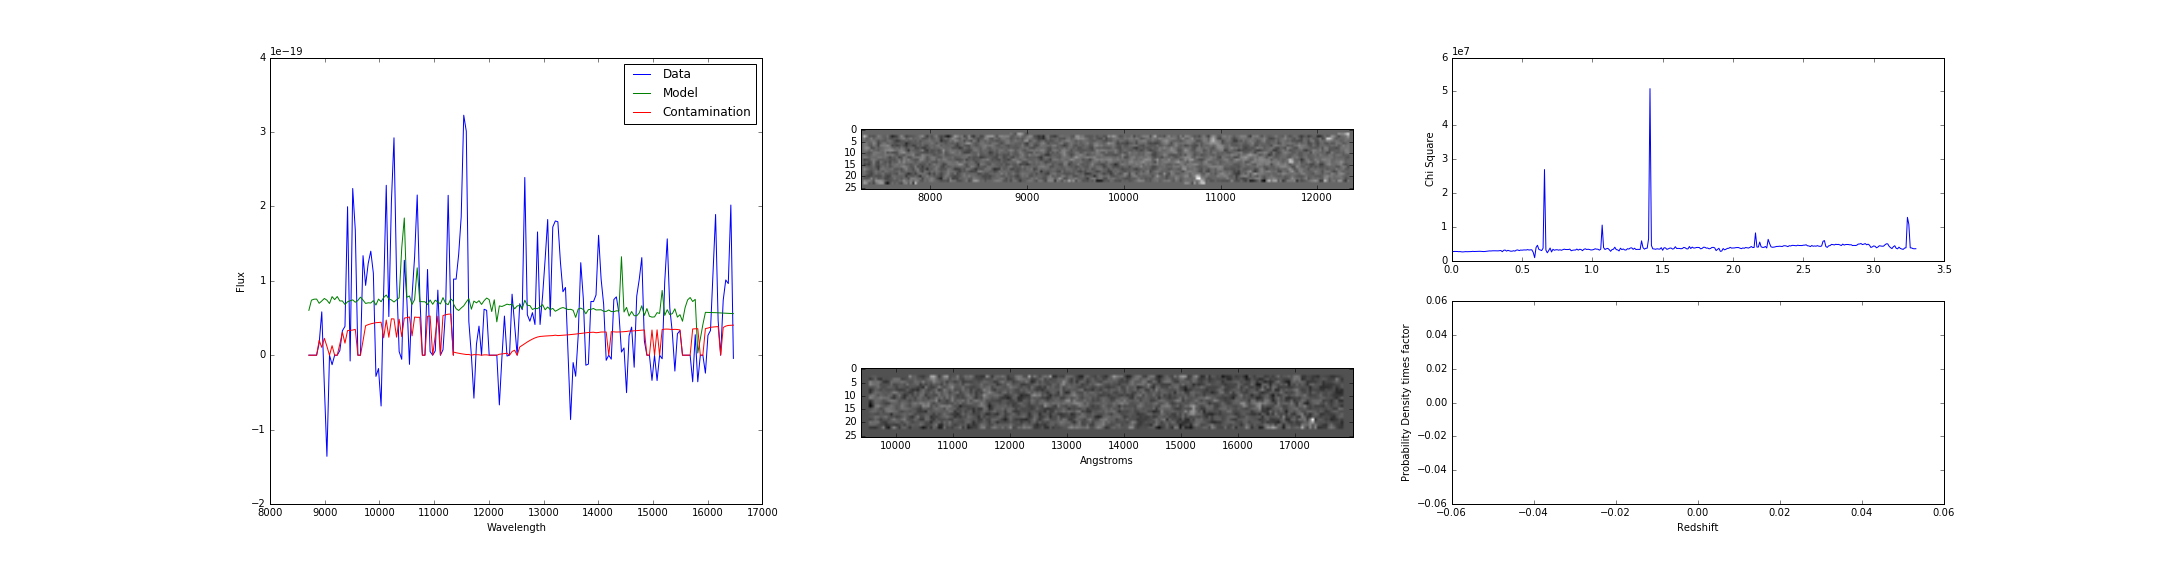 1e−19
4
3
2
1
0
−1
−2
8000 9000 10000 11000 12000 13000 14000 15000 16000 17000
Flux
Wavelength
Data
Model
Contamination
0
5
10
15
20
25
8000 9000 10000 11000 12000
0
5
10
15
20
25
10000 11000 12000 13000 14000 15000 16000 17000
Angstroms
1e7
6
5
4
3
2
1
0
0.0 0.5 1.0 1.5 2.0 2.5 3.0 3.5
Chi Square
0.06
0.04
0.02
0.00
−0.02
−0.04
−0.06
−0.06 −0.04 −0.02 0.00 0.02 0.04 0.06
Probability Density times factor
Redshift